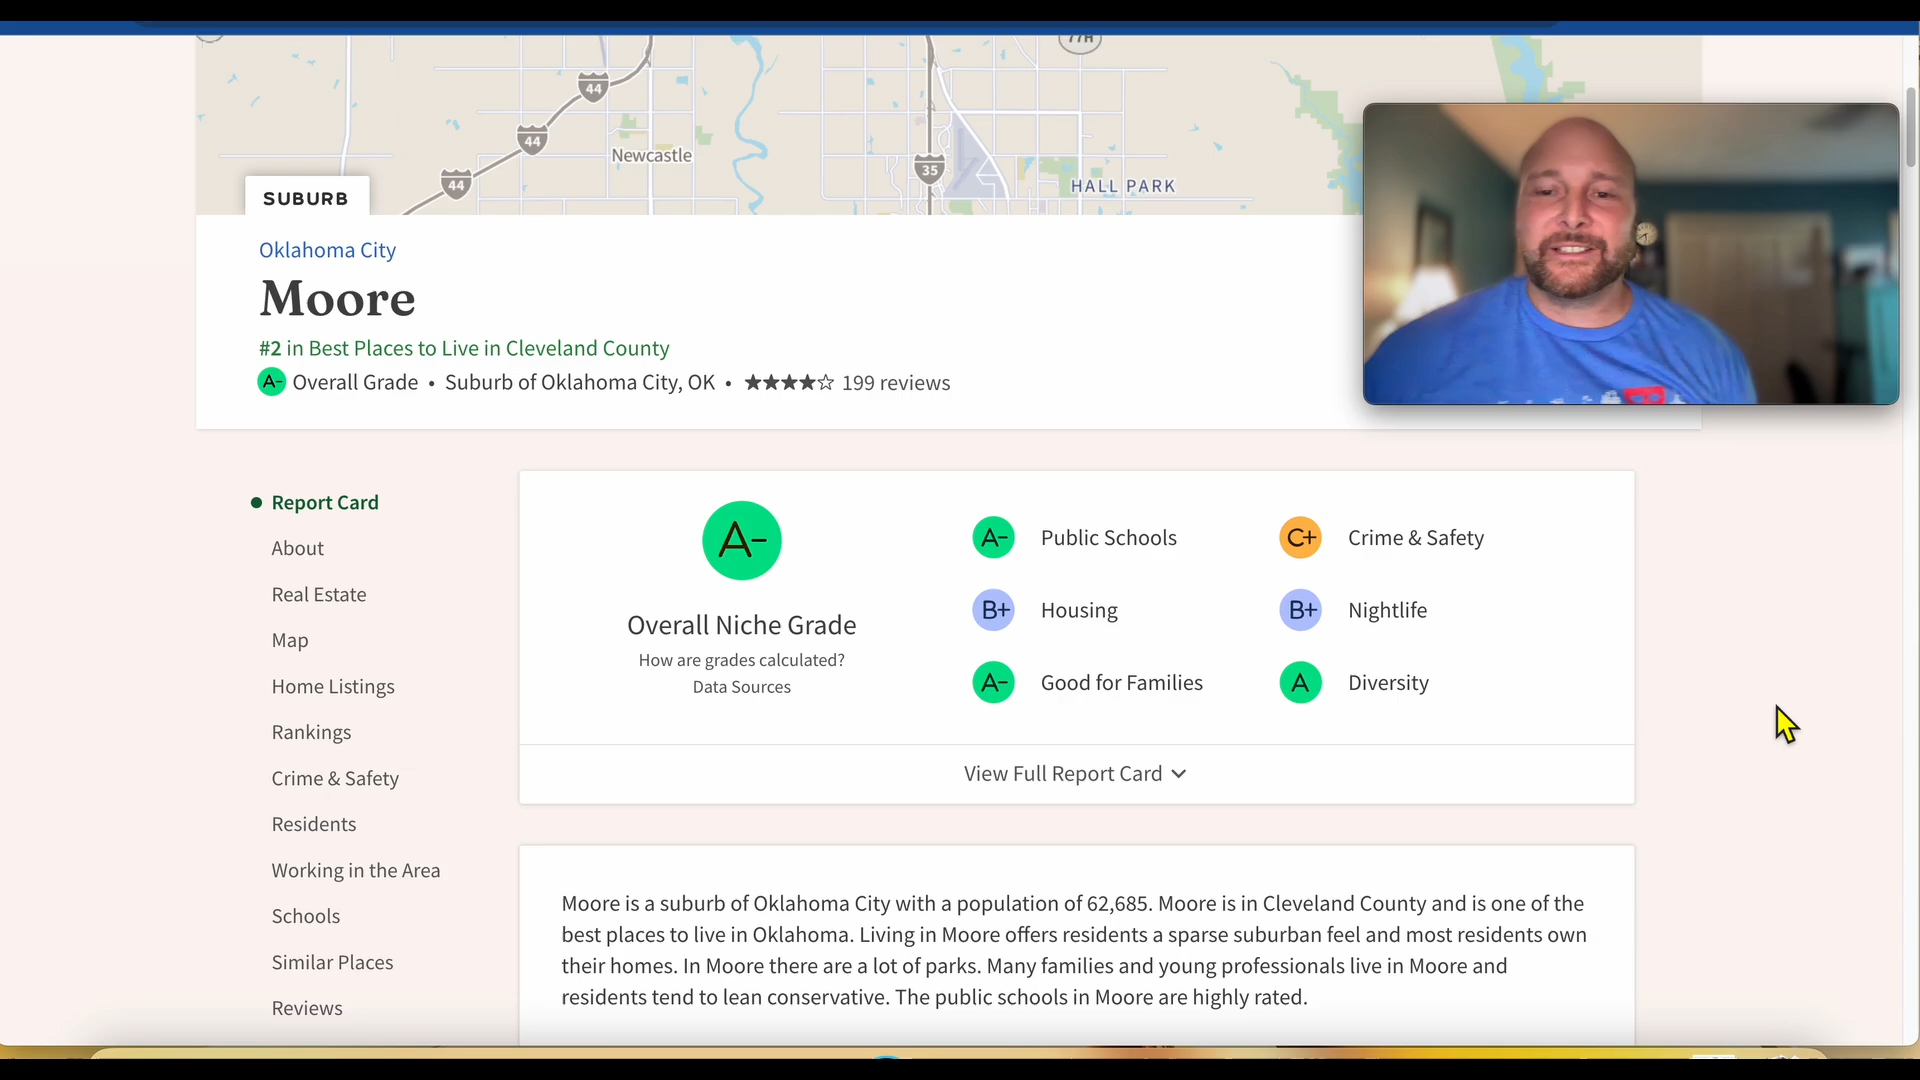 77H
44
44
Newcastle
35
44
HALL PARK
SUBURB
Oklahoma City
Moore
#2 in Best Places to Live in Cleveland County
A- Overall Grade • Suburb of Oklahoma City, OK • ★★★★☆ 199 reviews
Report Card
About
Real Estate
Map
Home Listings
Rankings
Crime & Safety
Residents
Working in the Area
Schools
Similar Places
Reviews
A-
Overall Niche Grade
How are grades calculated?
Data Sources
A- Public Schools
C+ Crime & Safety
B+ Housing
B+ Nightlife
A- Good for Families
A Diversity
View Full Report Card
Moore is a suburb of Oklahoma City with a population of 62,685. Moore is in Cleveland County and is one of the
best places to live in Oklahoma. Living in Moore offers residents a sparse suburban feel and most residents own
their homes. In Moore there are a lot of parks. Many families and young professionals live in Moore and
residents tend to lean conservative. The public schools in Moore are highly rated.